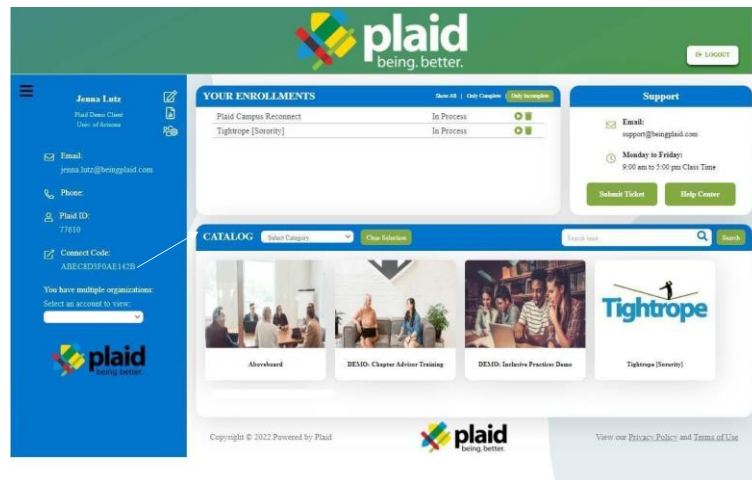 plaid
being. better.
LOGOUT
Jenna Lutz
Plaid Demo Client
Univ. of Arizona
Email:
jenna.lutz@beingplaid.com
Phone:
Plaid ID:
77610
Connect Code:
ABEC8D3F0AE142B
You have multiple organizations:
Select an account to view:
plaid
being. better.
YOUR ENROLLMENTS
Show All | Only Complete | Only Incomplete
Plaid Campus Reconnect In Process
Tightrope [Sorority] In Process
Support
Email:
support@beingplaid.com
Monday to Friday:
9:00 am to 5:00 pm Class Time
Submit Ticket Help Center
CATALOG Select Category Clear Selection Search here Search
Tightrope
Aboveboard
DEMO: Chapter Advisor Training
DEMO: Inclusive Practices Demo
Tightrope [Sorority]
Copyright © 2022 Powered by Plaid
plaid
being. better.
View our Privacy Policy and Terms of Use